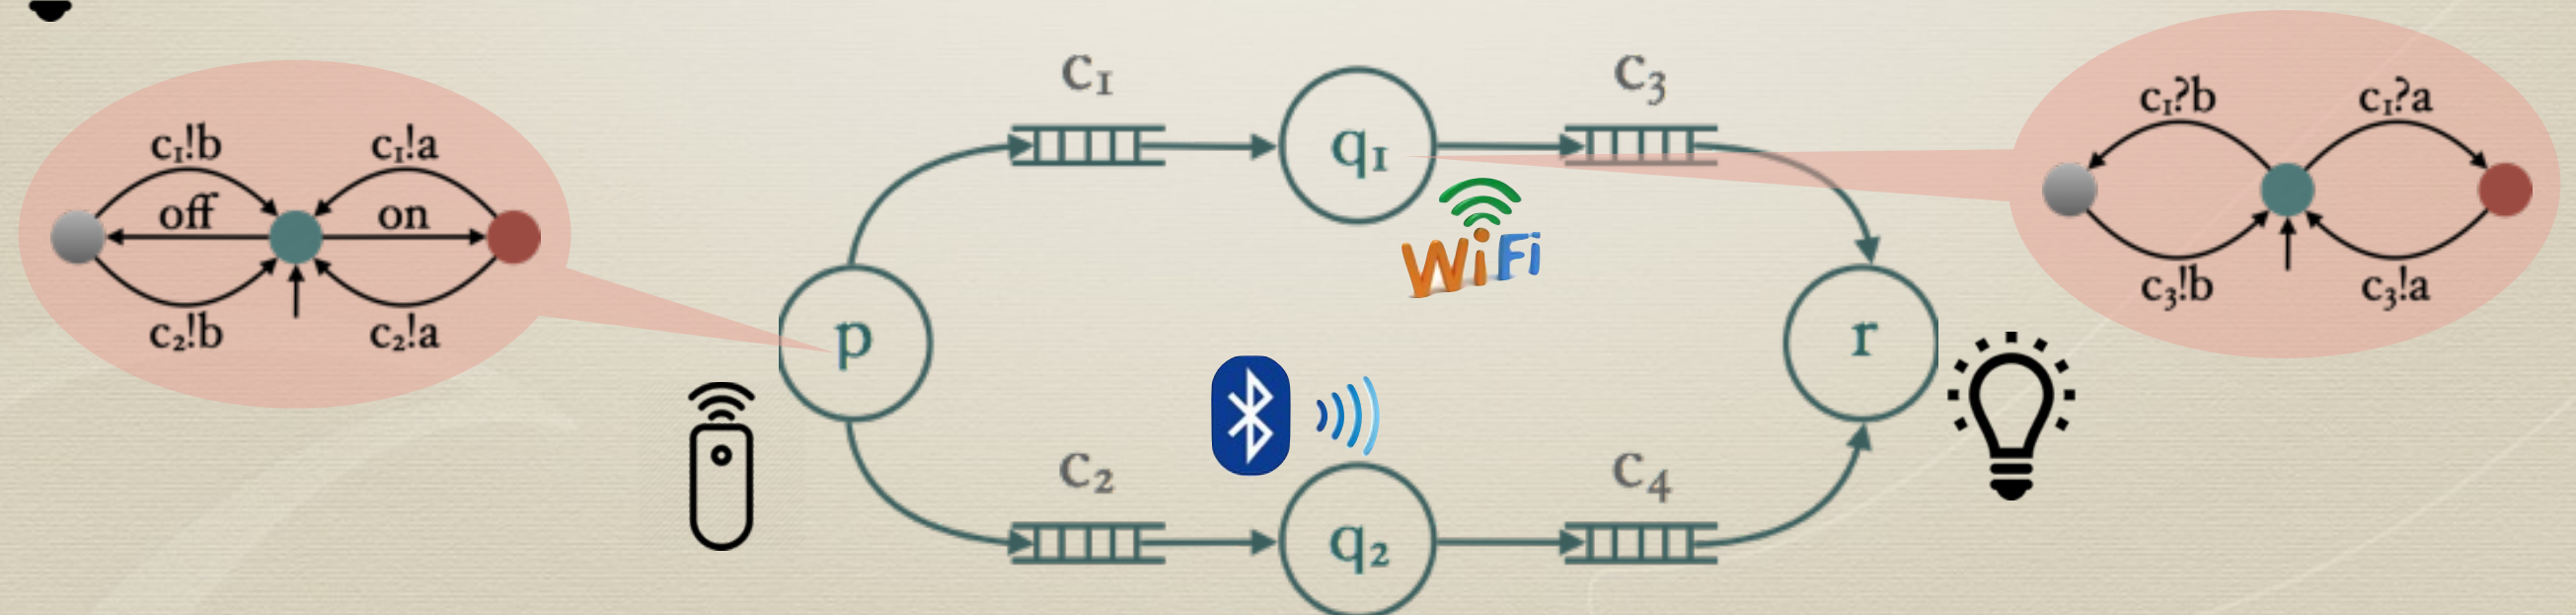 c₁!b
c₁!a
off
on
c₂!b
c₂!a
p
c₁
q₁
c₃
WiFi
c₂
q₂
c₄
r
c₁?b
c₁?a
c₃!b
c₃!a